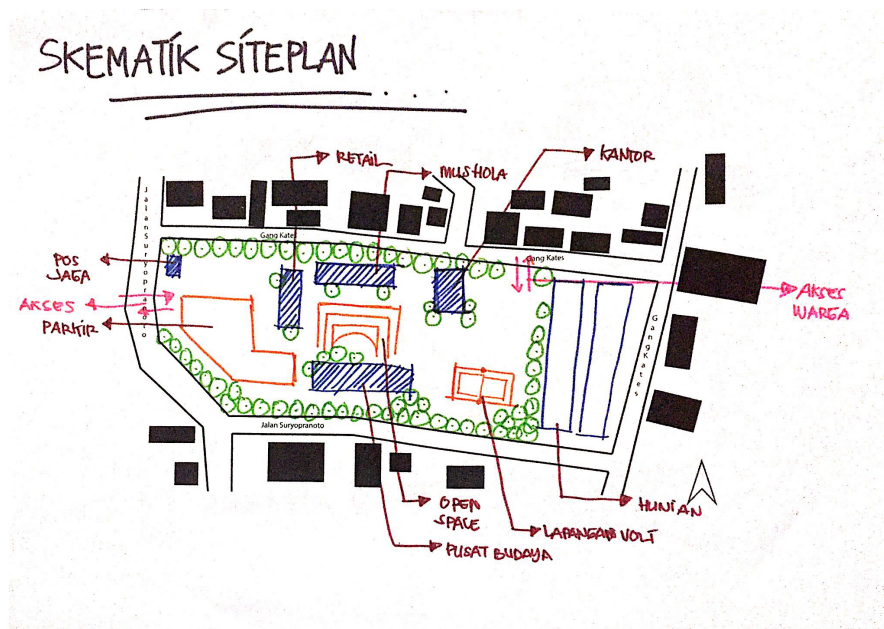 SKEMATIK SITEPLAN
RETAIL
MUSHOLA
KANTOR
Jalan Suryopranoto
Gang Kates
Gang Kates
POS
JAGA
AKSES
PARKIR
AKSES
WARGA
Gang Kates
Jalan Suryopranoto
OPEN
SPACE
HUNIAN
LAPANGAN VOLI
PUSAT BUDAYA